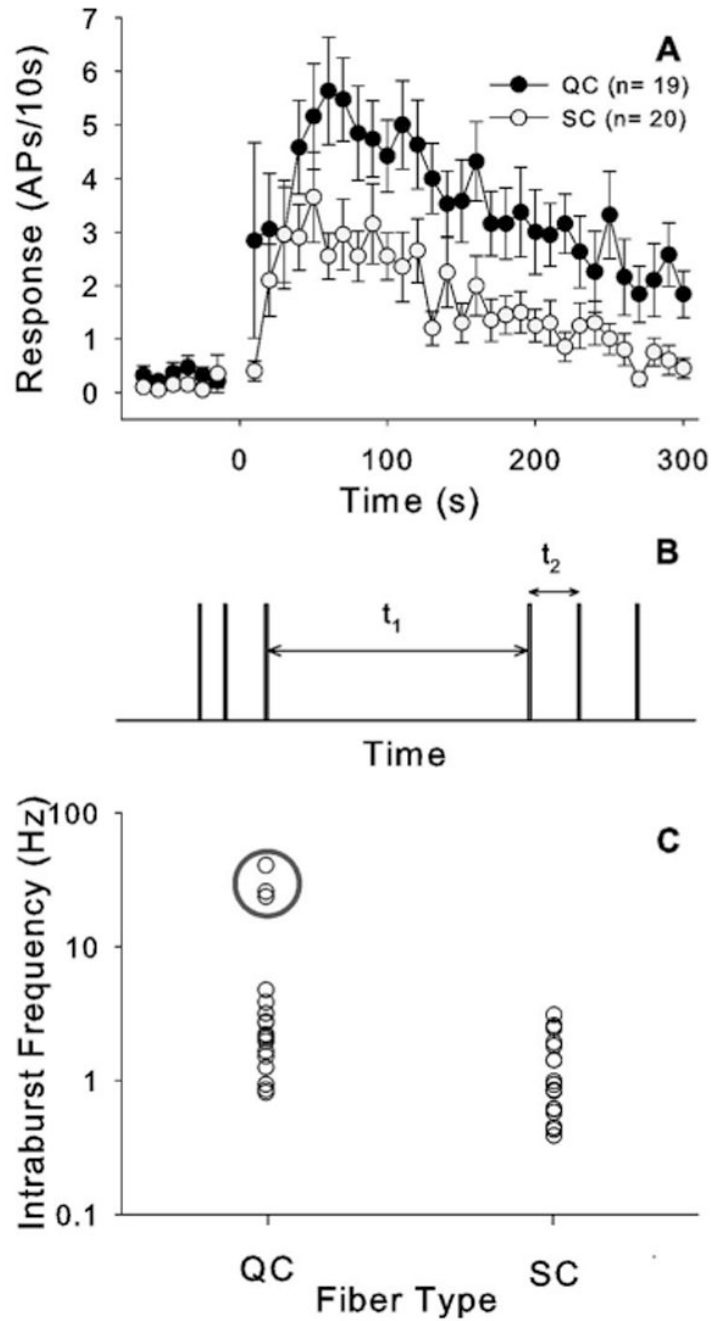 A
QC (n= 19)
SC (n= 20)
Response (APs/10s)
7
6
5
4
3
2
1
0
0 100 200 300
Time (s)
B
t2
t1
Time
C
Intraburst Frequency (Hz)
100
10
1
0.1
QC SC
Fiber Type